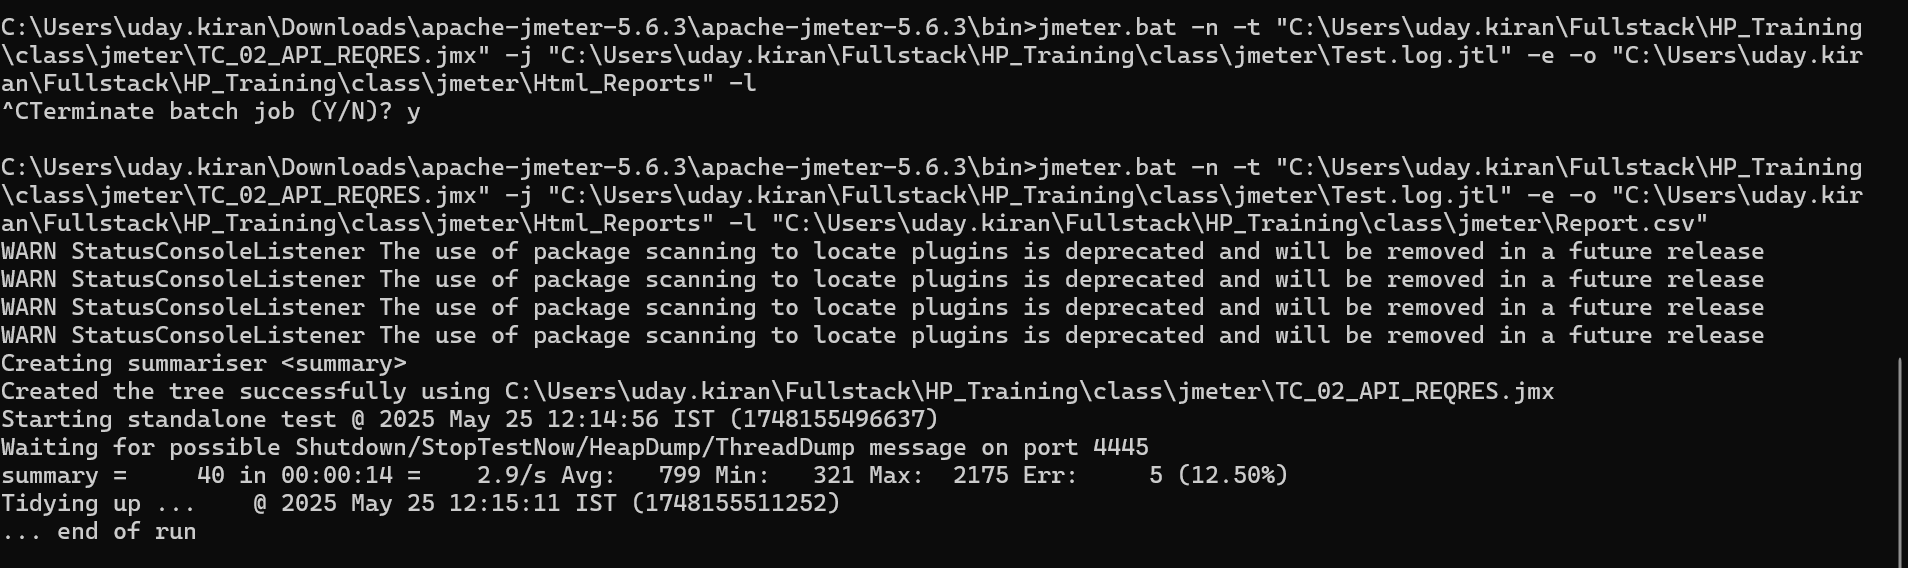 C:\Users\uday.kiran\Downloads\apache-jmeter-5.6.3\apache-jmeter-5.6.3\bin>jmeter.bat -n -t "C:\Users\uday.kiran\Fullstack\HP_Training
\class\jmeter\TC_02_API_REQRES.jmx" -j "C:\Users\uday.kiran\Fullstack\HP_Training\class\jmeter\Test.log.jtl" -e -o "C:\Users\uday.kir
an\Fullstack\HP_Training\class\jmeter\Html_Reports" -l
^CTerminate batch job (Y/N)? y
C:\Users\uday.kiran\Downloads\apache-jmeter-5.6.3\apache-jmeter-5.6.3\bin>jmeter.bat -n -t "C:\Users\uday.kiran\Fullstack\HP_Training
\class\jmeter\TC_02_API_REQRES.jmx" -j "C:\Users\uday.kiran\Fullstack\HP_Training\class\jmeter\Test.log.jtl" -e -o "C:\Users\uday.kir
an\Fullstack\HP_Training\class\jmeter\Html_Reports" -l "C:\Users\uday.kiran\Fullstack\HP_Training\class\jmeter\Report.csv"
WARN StatusConsoleListener The use of package scanning to locate plugins is deprecated and will be removed in a future release
WARN StatusConsoleListener The use of package scanning to locate plugins is deprecated and will be removed in a future release
WARN StatusConsoleListener The use of package scanning to locate plugins is deprecated and will be removed in a future release
WARN StatusConsoleListener The use of package scanning to locate plugins is deprecated and will be removed in a future release
Creating summariser <summary>
Created the tree successfully using C:\Users\uday.kiran\Fullstack\HP_Training\class\jmeter\TC_02_API_REQRES.jmx
Starting standalone test @ 2025 May 25 12:14:56 IST (1748155496637)
Waiting for possible Shutdown/StopTestNow/HeapDump/ThreadDump message on port 4445
summary =     40 in 00:00:14 =    2.9/s Avg:   799 Min:   321 Max:  2175 Err:     5 (12.50%)
Tidying up ...    @ 2025 May 25 12:15:11 IST (1748155511252)
... end of run